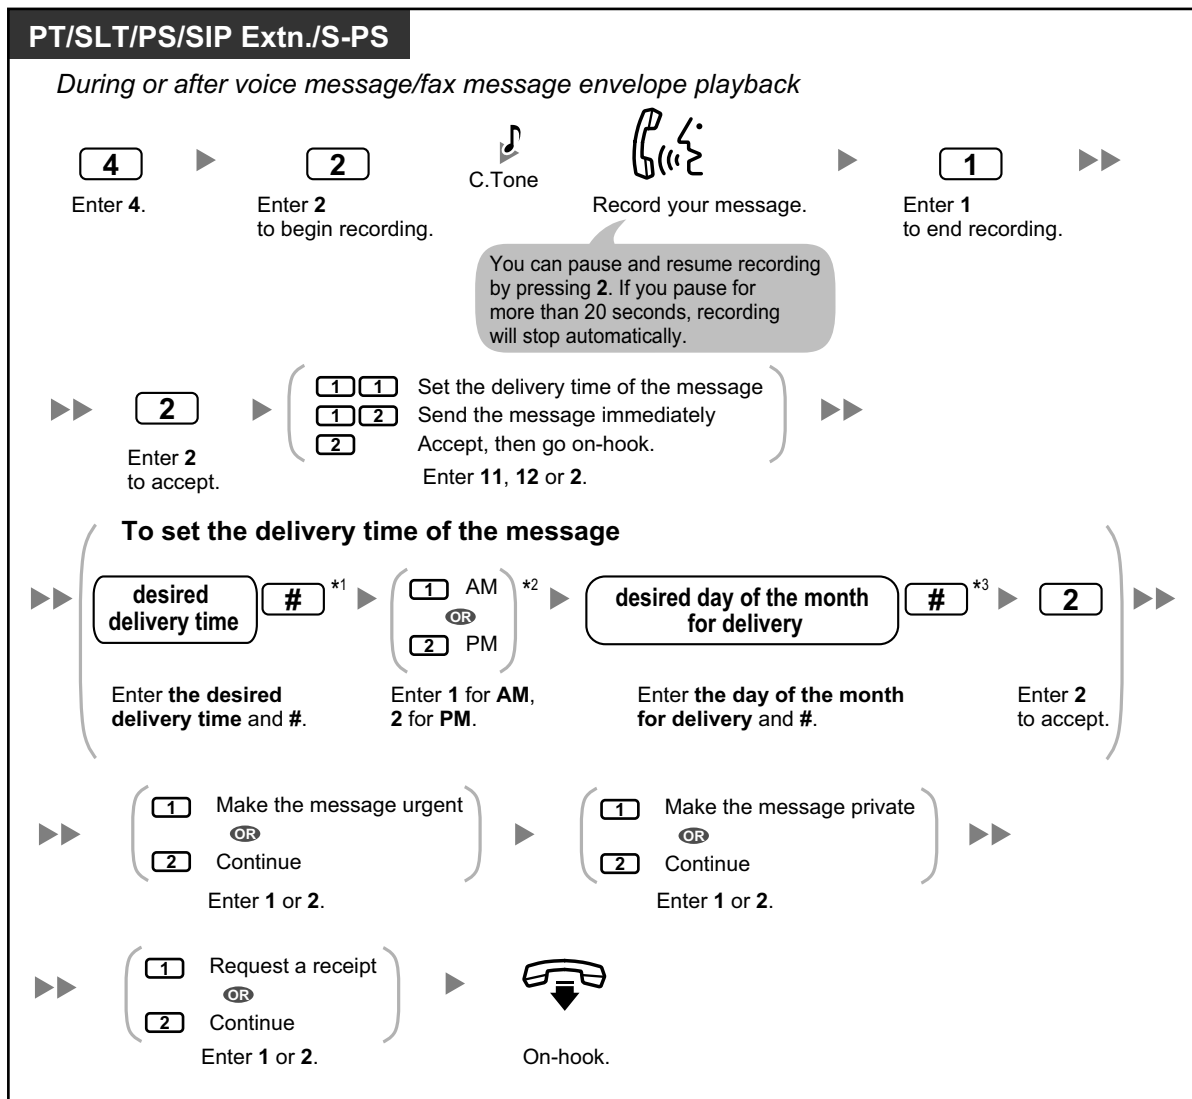 PT/SLT/PS/SIP Extn./S-PS
During or after voice message/fax message envelope playback
4
2
C.Tone
1
Enter 4.
Enter 2
to begin recording.
Record your message.
Enter 1
to end recording.
You can pause and resume recording
by pressing 2. If you pause for
more than 20 seconds, recording
will stop automatically.
2
Enter 2
to accept.
1 1 Set the delivery time of the message
1 2 Send the message immediately
2 Accept, then go on-hook.
Enter 11, 12 or 2.
To set the delivery time of the message
desired
delivery time
# *1
1 AM
OR
2 PM
*2
desired day of the month
for delivery
# *3
2
Enter the desired
delivery time and #.
Enter 1 for AM,
2 for PM.
Enter the day of the month
for delivery and #.
Enter 2
to accept.
1 Make the message urgent
OR
2 Continue
Enter 1 or 2.
1 Make the message private
OR
2 Continue
Enter 1 or 2.
1 Request a receipt
OR
2 Continue
Enter 1 or 2.
On-hook.